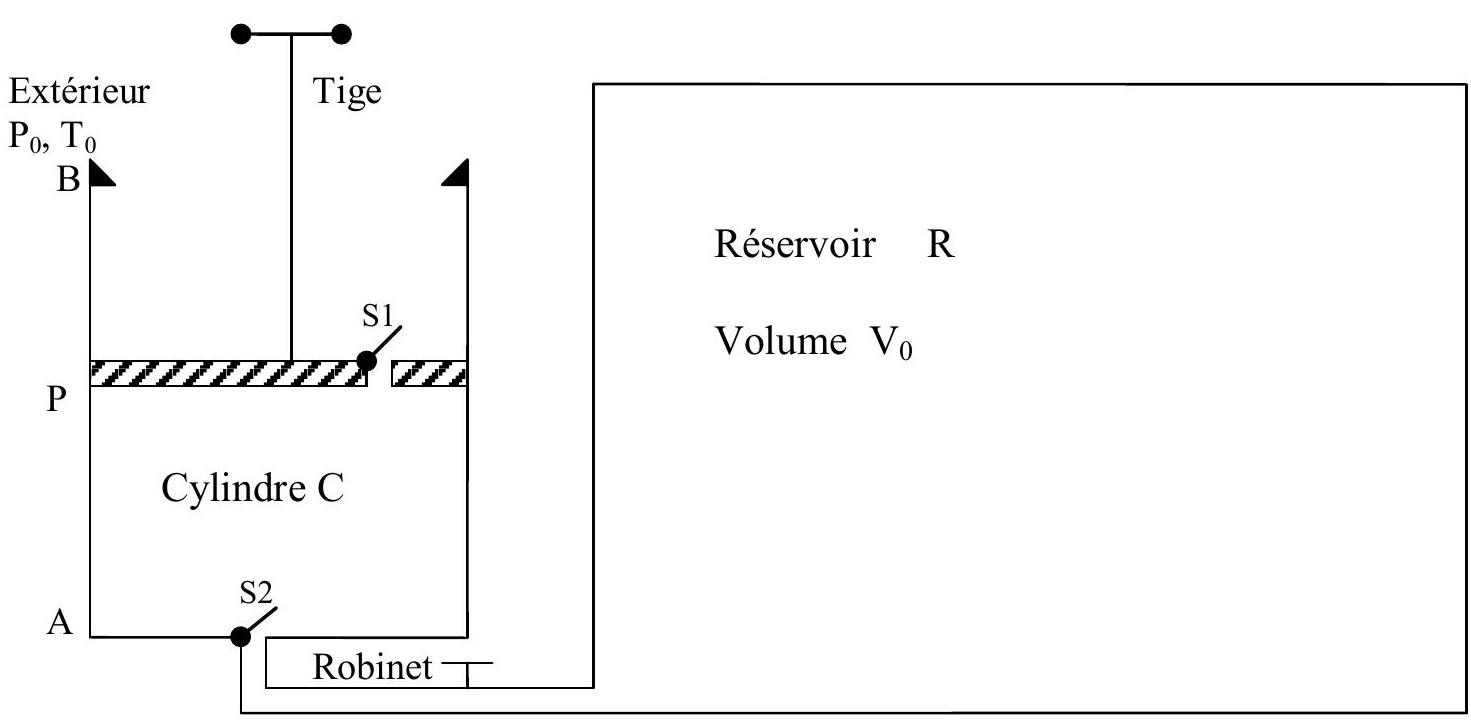 Extérieur
P₀, T₀
Tige
B
S1
P
Cylindre C
A
S2
Robinet
Réservoir R
Volume V₀